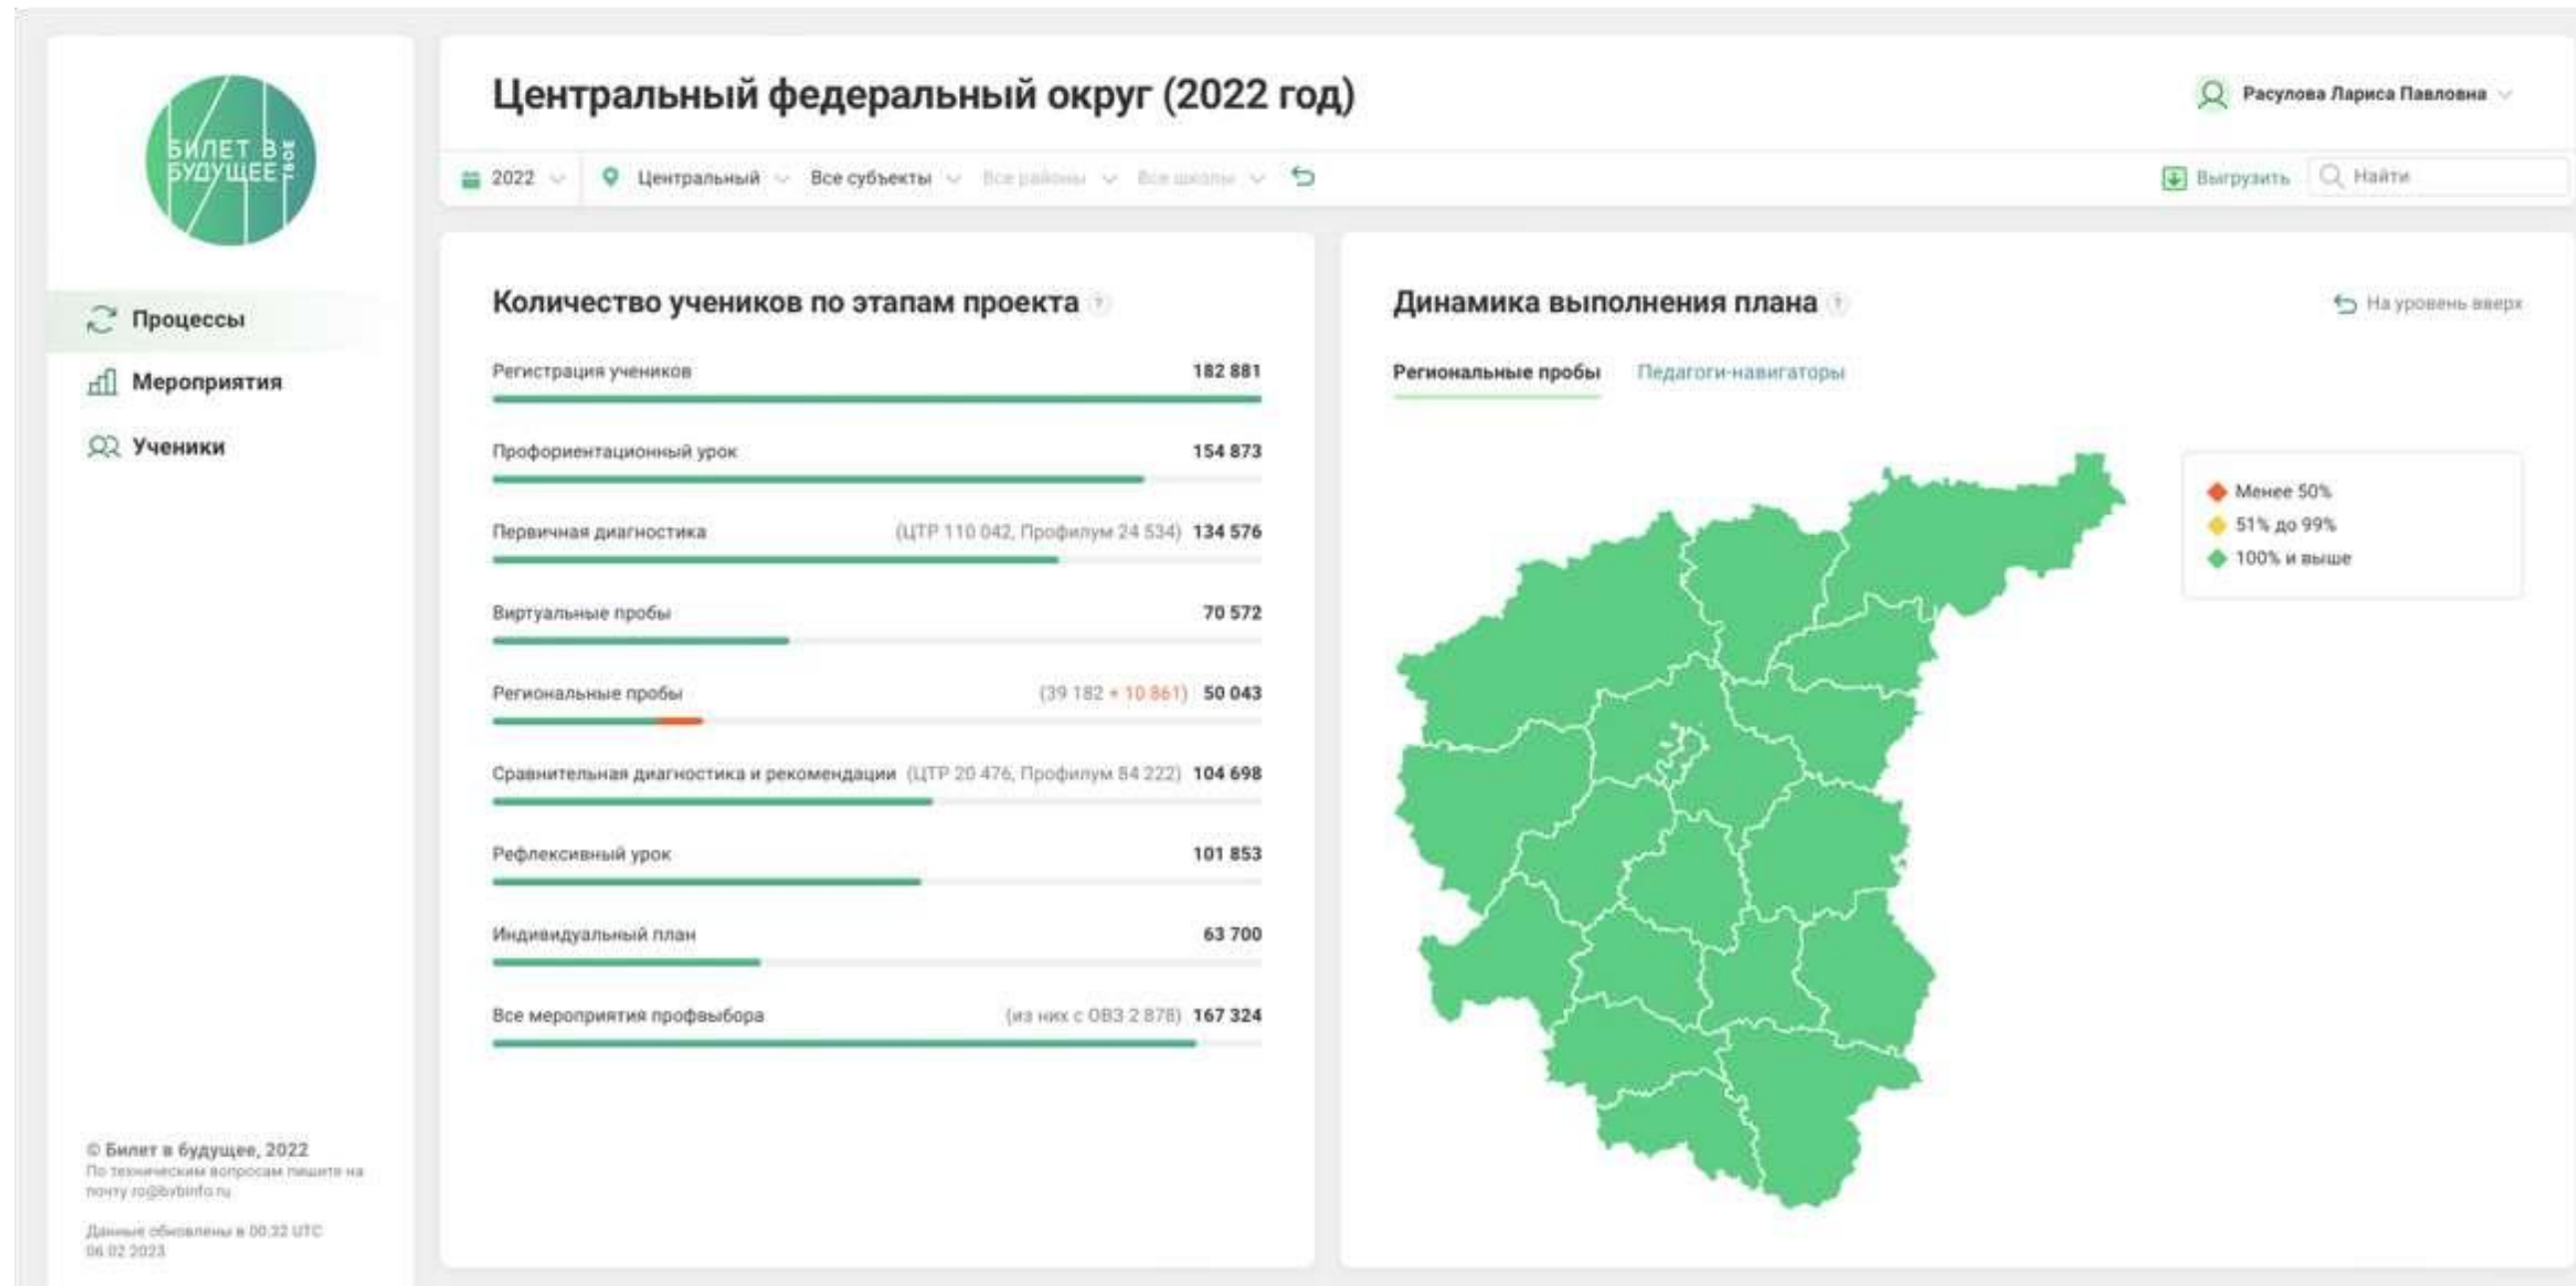 БИЛЕТ В
БУДУЩЕЕ
ТВОЕ
Процессы
Мероприятия
Ученики
© Билет в будущее, 2022
По техническим вопросам пишите на
почту ro@bvbinfo.ru
Данные обновлены в 00:32 UTC
06.02.2023
Центральный федеральный округ (2022 год)
Расулова Лариса Павловна
2022 Центральный Все субъекты Все районы Все школы
Выгрузить Найти
Количество учеников по этапам проекта ?
Регистрация учеников 182 881
Профориентационный урок 154 873
Первичная диагностика (ЦТР 110 042, Профилум 24 534) 134 576
Виртуальные пробы 70 572
Региональные пробы (39 182 + 10 861) 50 043
Сравнительная диагностика и рекомендации (ЦТР 20 476, Профилум 84 222) 104 698
Рефлексивный урок 101 853
Индивидуальный план 63 700
Все мероприятия профвыбора (из них с ОВЗ 2 878) 167 324
Динамика выполнения плана ?
На уровень вверх
Региональные пробы Педагоги-навигаторы
Менее 50%
51% до 99%
100% и выше